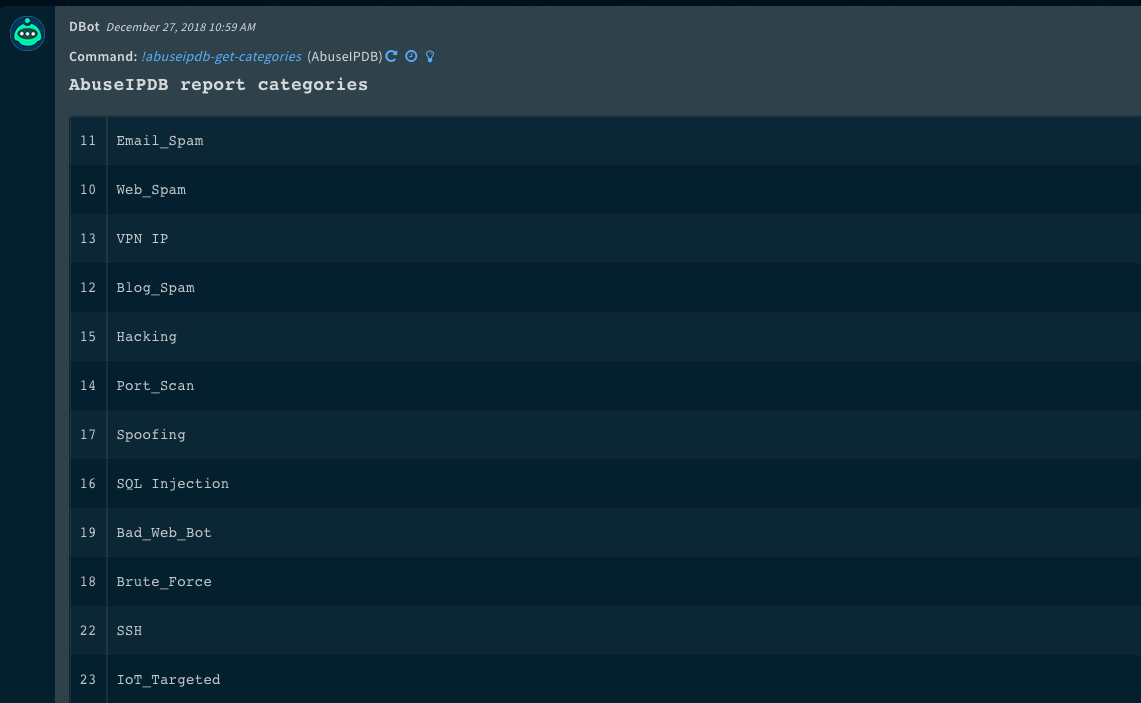 DBot December 27, 2018 10:59 AM
Command: !abuseipdb-get-categories (AbuseIPDB)
AbuseIPDB report categories
11 Email_Spam
10 Web_Spam
13 VPN IP
12 Blog_Spam
15 Hacking
14 Port_Scan
17 Spoofing
16 SQL Injection
19 Bad_Web_Bot
18 Brute_Force
22 SSH
23 IoT_Targeted